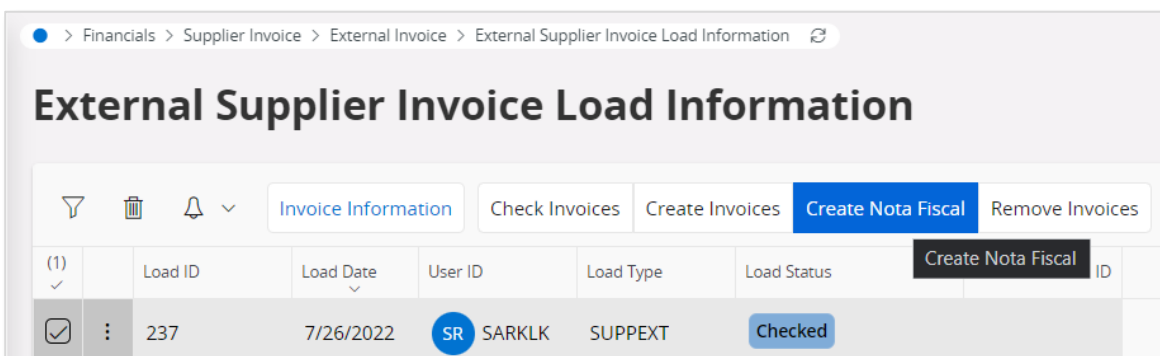 > Financials > Supplier Invoice > External Invoice > External Supplier Invoice Load Information
External Supplier Invoice Load Information
Invoice Information Check Invoices Create Invoices Create Nota Fiscal Remove Invoices
Create Nota Fiscal
(1) Load ID Load Date User ID Load Type Load Status ID
237 7/26/2022 SR SARKLK SUPPEXT Checked